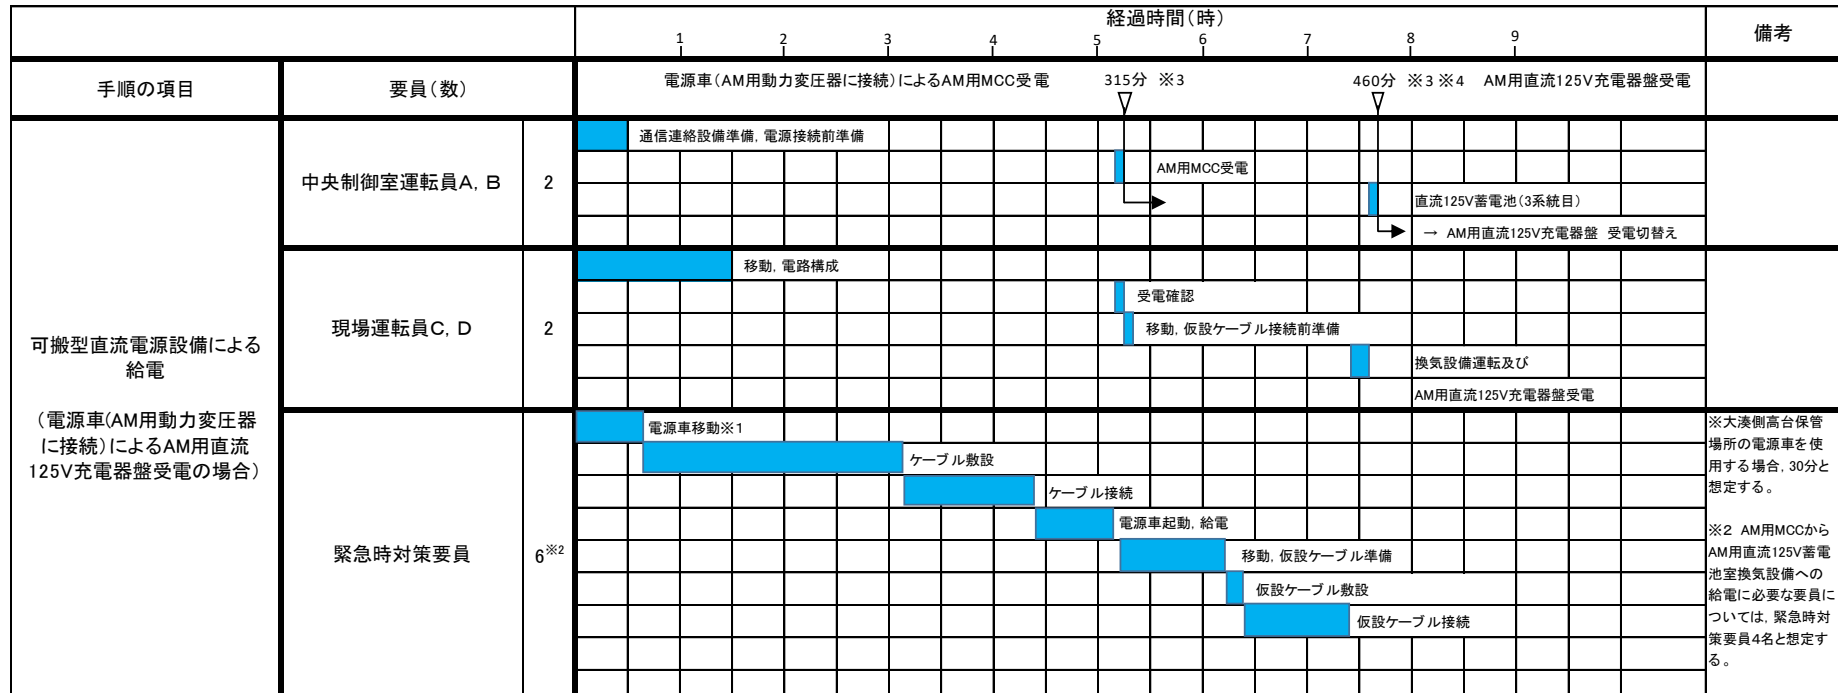 経過時間(時)
備考
1 2 3 4 5 6 7 8 9
手順の項目
要員(数)
電源車(AM用動力変圧器に接続)によるAM用MCC受電
315分 ※3
460分 ※3 ※4 AM用直流125V充電器盤受電
可搬型直流電源設備による
給電
(電源車(AM用動力変圧器
に接続)によるAM用直流
125V充電器盤受電の場合)
中央制御室運転員A, B
2
通信連絡設備準備, 電源接続前準備
AM用MCC受電
直流125V蓄電池(3系統目)
→ AM用直流125V充電器盤 受電切替え
現場運転員C, D
2
移動, 電路構成
受電確認
移動, 仮設ケーブル接続前準備
換気設備運転及び
AM用直流125V充電器盤受電
緊急時対策要員
6※2
電源車移動※1
ケーブル敷設
ケーブル接続
電源車起動, 給電
移動, 仮設ケーブル準備
仮設ケーブル敷設
仮設ケーブル接続
※大湊側高台保管
場所の電源車を使
用する場合, 30分と
想定する。
※2 AM用MCCから
AM用直流125V蓄電
池室換気設備への
給電に必要な要員に
ついては, 緊急時対
策要員4名と想定す
る。